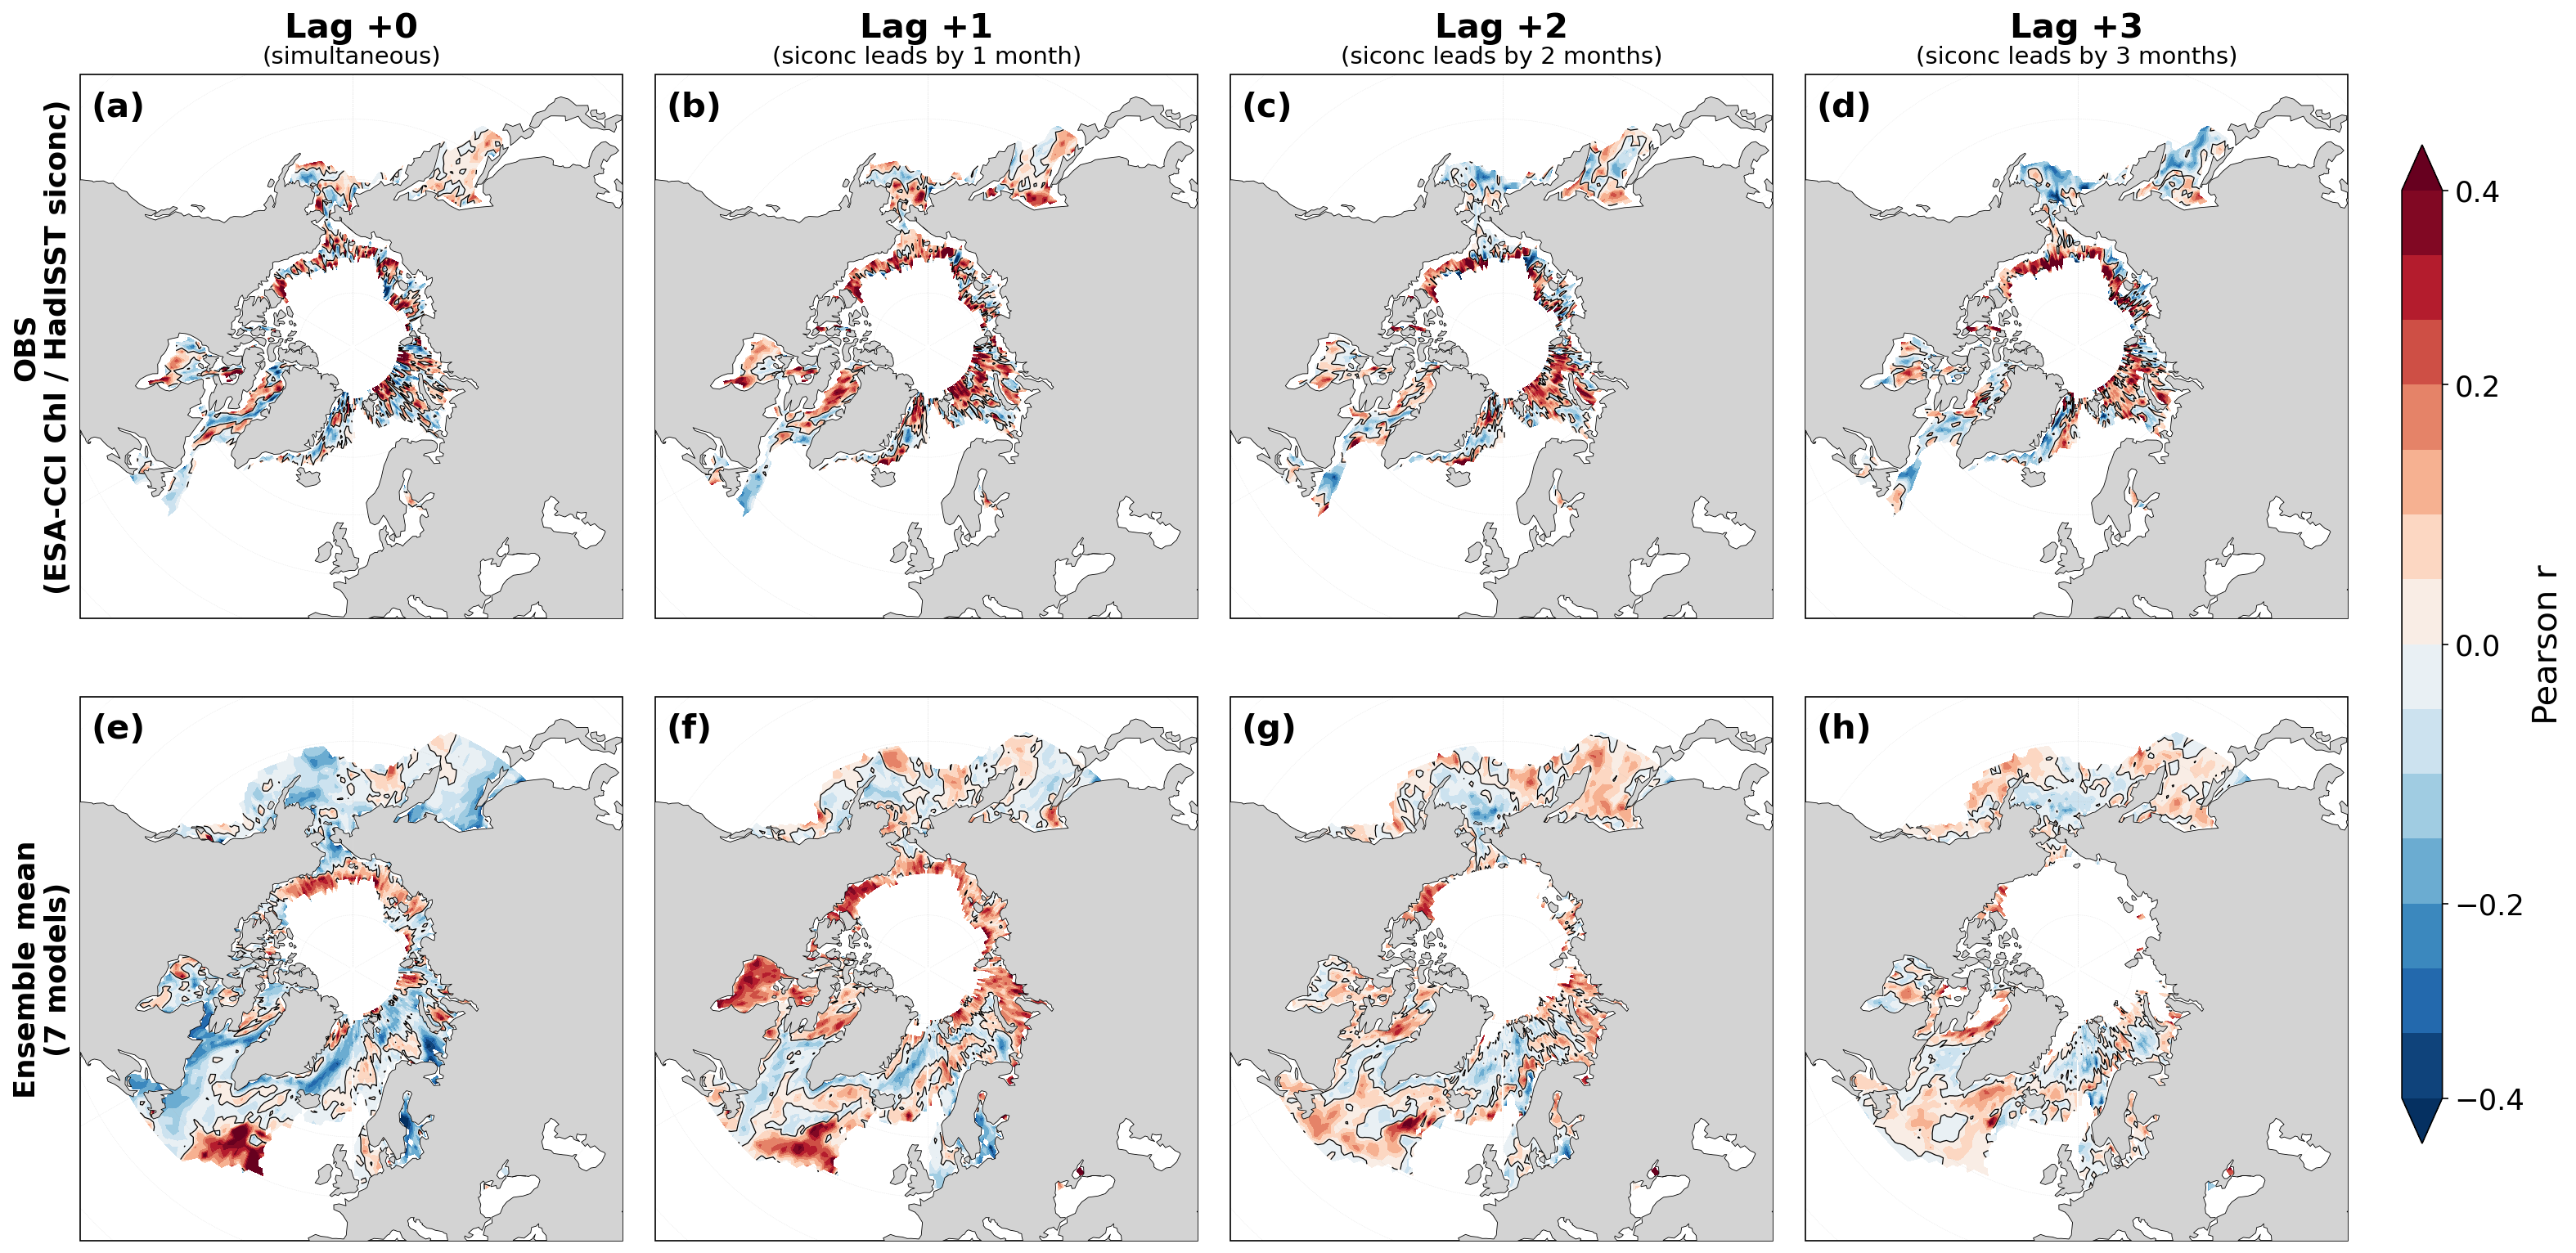 Lag +0
(simultaneous)
Lag +1
(siconc leads by 1 month)
Lag +2
(siconc leads by 2 months)
Lag +3
(siconc leads by 3 months)
OBS
(ESA-CCI Chl / HadISST siconc)
(a)
(b)
(c)
(d)
Ensemble mean
(7 models)
(e)
(f)
(g)
(h)
0.4
0.2
0.0
−0.2
−0.4
Pearson r